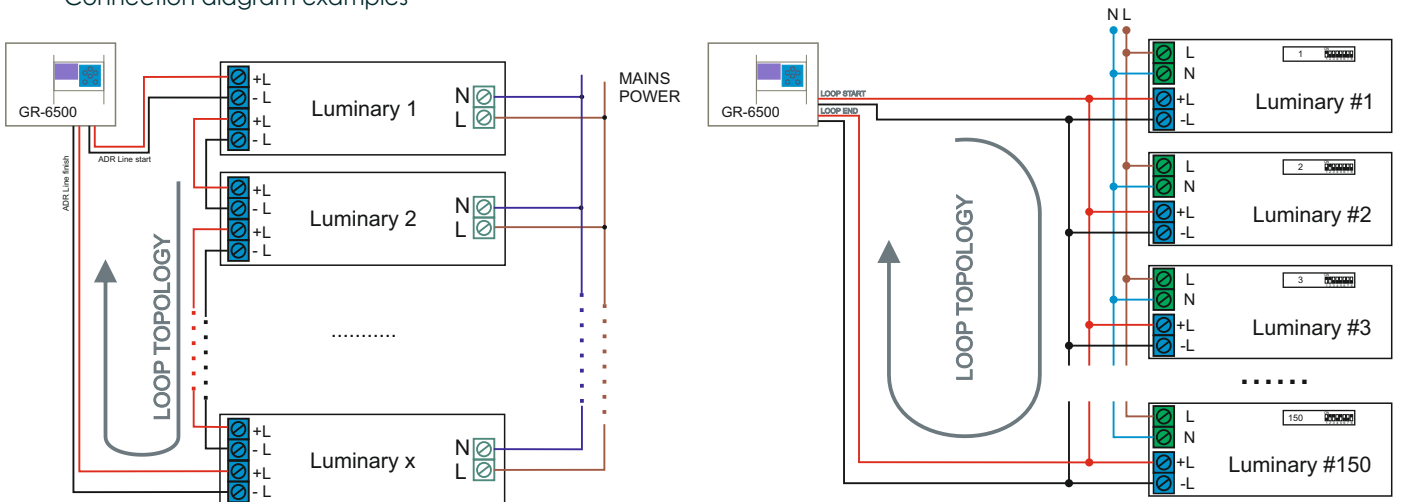 Connection diagram examples
GR-6500
ADR Line start
ADR Line finish
LOOP TOPOLOGY
+L
- L
+L
- L
Luminary 1
N
L
MAINS
POWER
+L
- L
+L
- L
Luminary 2
N
L
...........
+L
- L
+L
- L
Luminary x
N
L
N L
GR-6500
LOOP START
LOOP END
LOOP TOPOLOGY
L
N
+L
-L
1
Luminary #1
L
N
+L
-L
2
Luminary #2
L
N
+L
-L
3
Luminary #3
......
L
N
+L
-L
150
Luminary #150